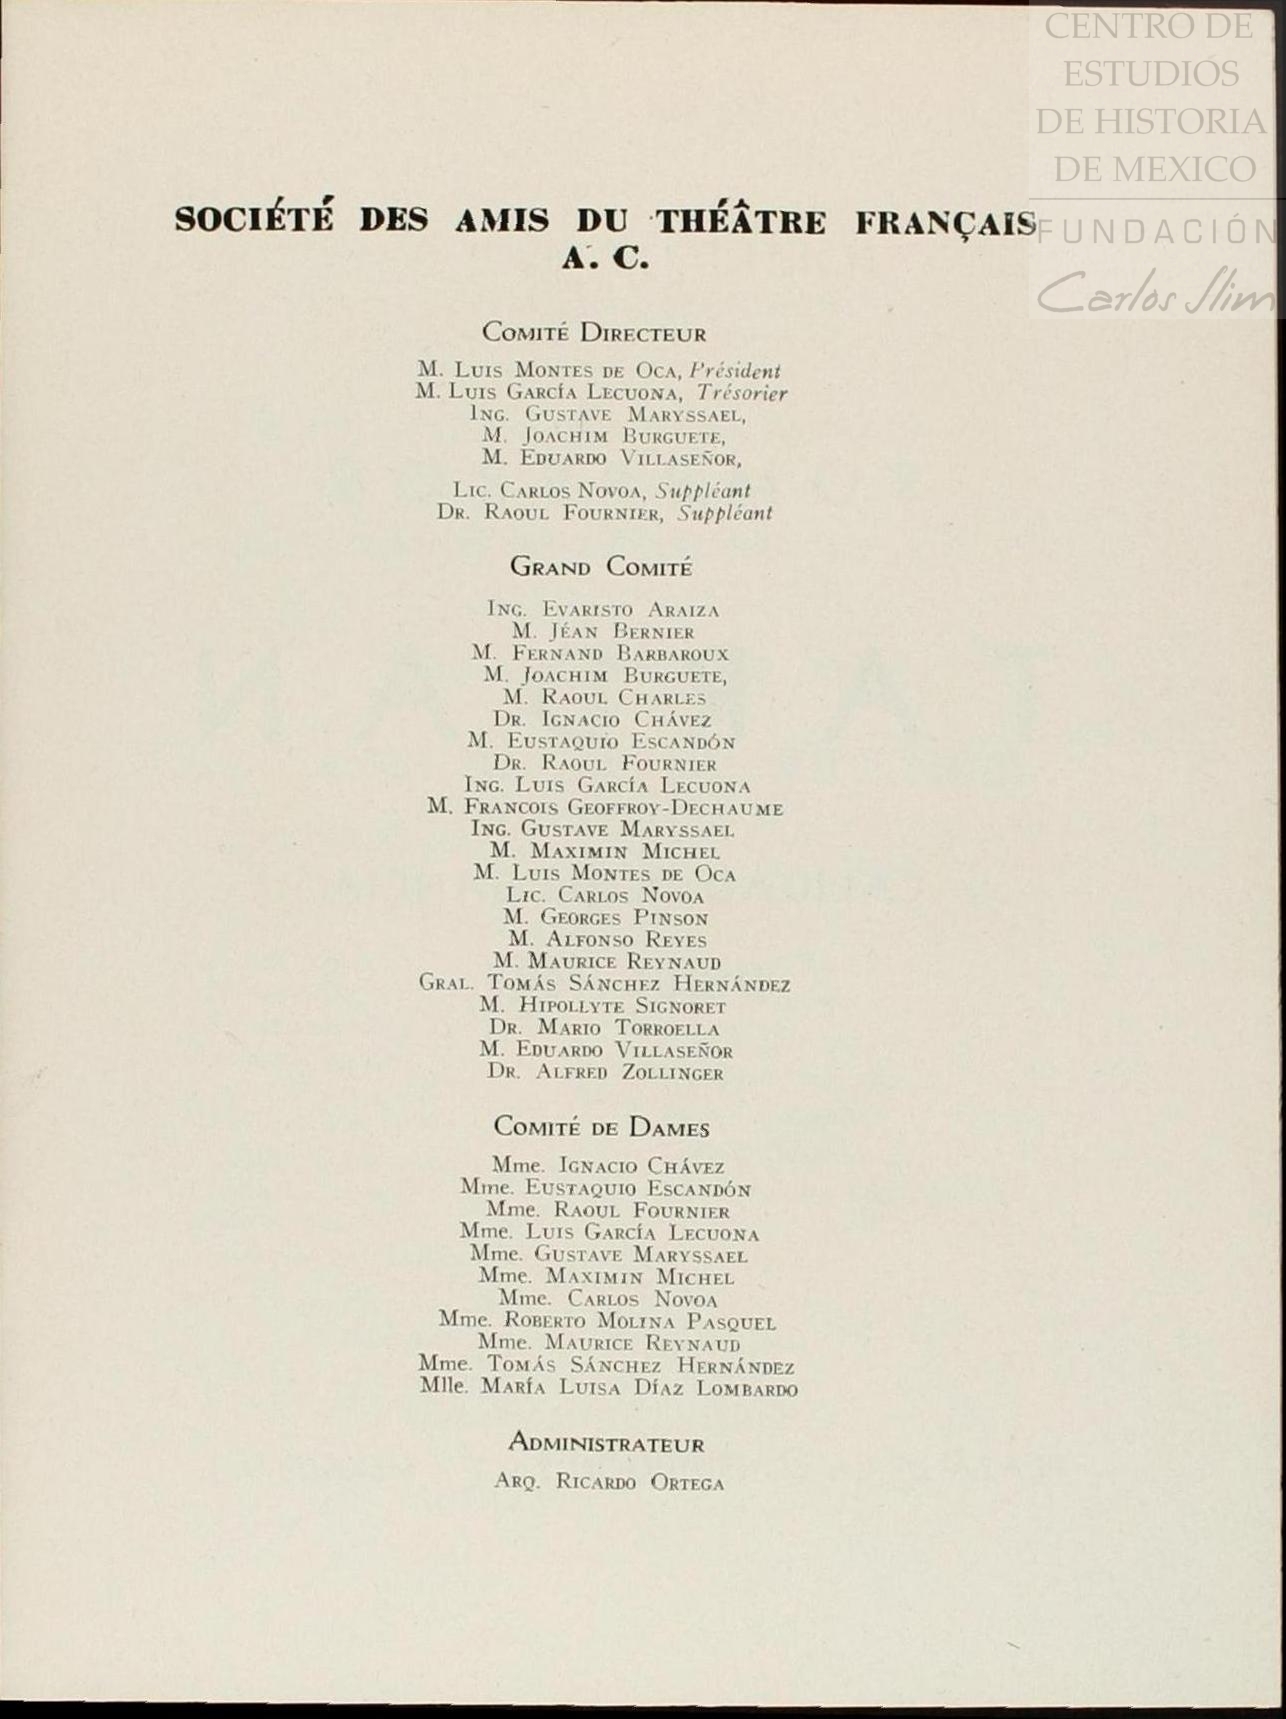 CENTRO DE
ESTUDIOS
DE HISTORIA
DE MEXICO
FUNDACIÓN
Carlos Slim
SOCIÉTÉ DES AMIS DU THÉÂTRE FRANÇAIS
A. C.
COMITÉ DIRECTEUR
M. LUIS MONTES DE OCA, Président
M. LUIS GARCÍA LECUONA, Trésorier
ING. GUSTAVE MARYSSAEL,
M. JOACHIM BURGUETE,
M. EDUARDO VILLASEÑOR,
LIC. CARLOS NOVOA, Suppléant
DR. RAOUL FOURNIER, Suppléant
GRAND COMITÉ
ING. EVARISTO ARAIZA
M. JÉAN BERNIER
M. FERNAND BARBAROUX
M. JOACHIM BURGUETE,
M. RAOUL CHARLES
DR. IGNACIO CHÁVEZ
M. EUSTAQUIO ESCANDÓN
DR. RAOUL FOURNIER
ING. LUIS GARCÍA LECUONA
M. FRANCOIS GEOFFROY-DECHAUME
ING. GUSTAVE MARYSSAEL
M. MAXIMIN MICHEL
M. LUIS MONTES DE OCA
LIC. CARLOS NOVOA
M. GEORGES PINSON
M. ALFONSO REYES
M. MAURICE REYNAUD
GRAL. TOMÁS SÁNCHEZ HERNÁNDEZ
M. HIPOLLYTE SIGNORET
DR. MARIO TORROELLA
M. EDUARDO VILLASEÑOR
DR. ALFRED ZOLLINGER
COMITÉ DE DAMES
Mme. IGNACIO CHÁVEZ
Mme. EUSTAQUIO ESCANDÓN
Mme. RAOUL FOURNIER
Mme. LUIS GARCÍA LECUONA
Mme. GUSTAVE MARYSSAEL
Mme. MAXIMIN MICHEL
Mme. CARLOS NOVOA
Mme. ROBERTO MOLINA PASQUEL
Mme. MAURICE REYNAUD
Mme. TOMÁS SÁNCHEZ HERNÁNDEZ
Mlle. MARÍA LUISA DÍAZ LOMBARDO
ADMINISTRATEUR
ARQ. RICARDO ORTEGA